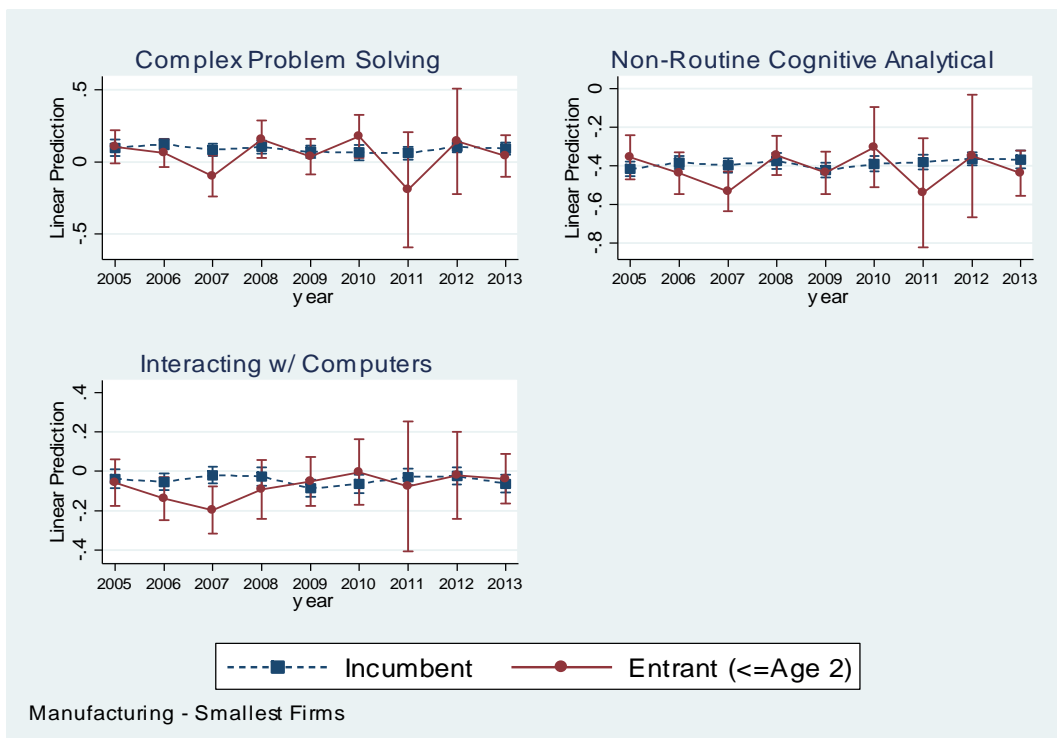 Complex Problem Solving
Linear Prediction
.5
0
-.5
2005 2006 2007 2008 2009 2010 2011 2012 2013
year
Non-Routine Cognitive Analytical
Linear Prediction
0
-.2
-.4
-.6
-.8
2005 2006 2007 2008 2009 2010 2011 2012 2013
year
Interacting w/ Computers
Linear Prediction
.4
.2
0
-.2
-.4
2005 2006 2007 2008 2009 2010 2011 2012 2013
year
Incumbent Entrant (<=Age 2)
Manufacturing - Smallest Firms